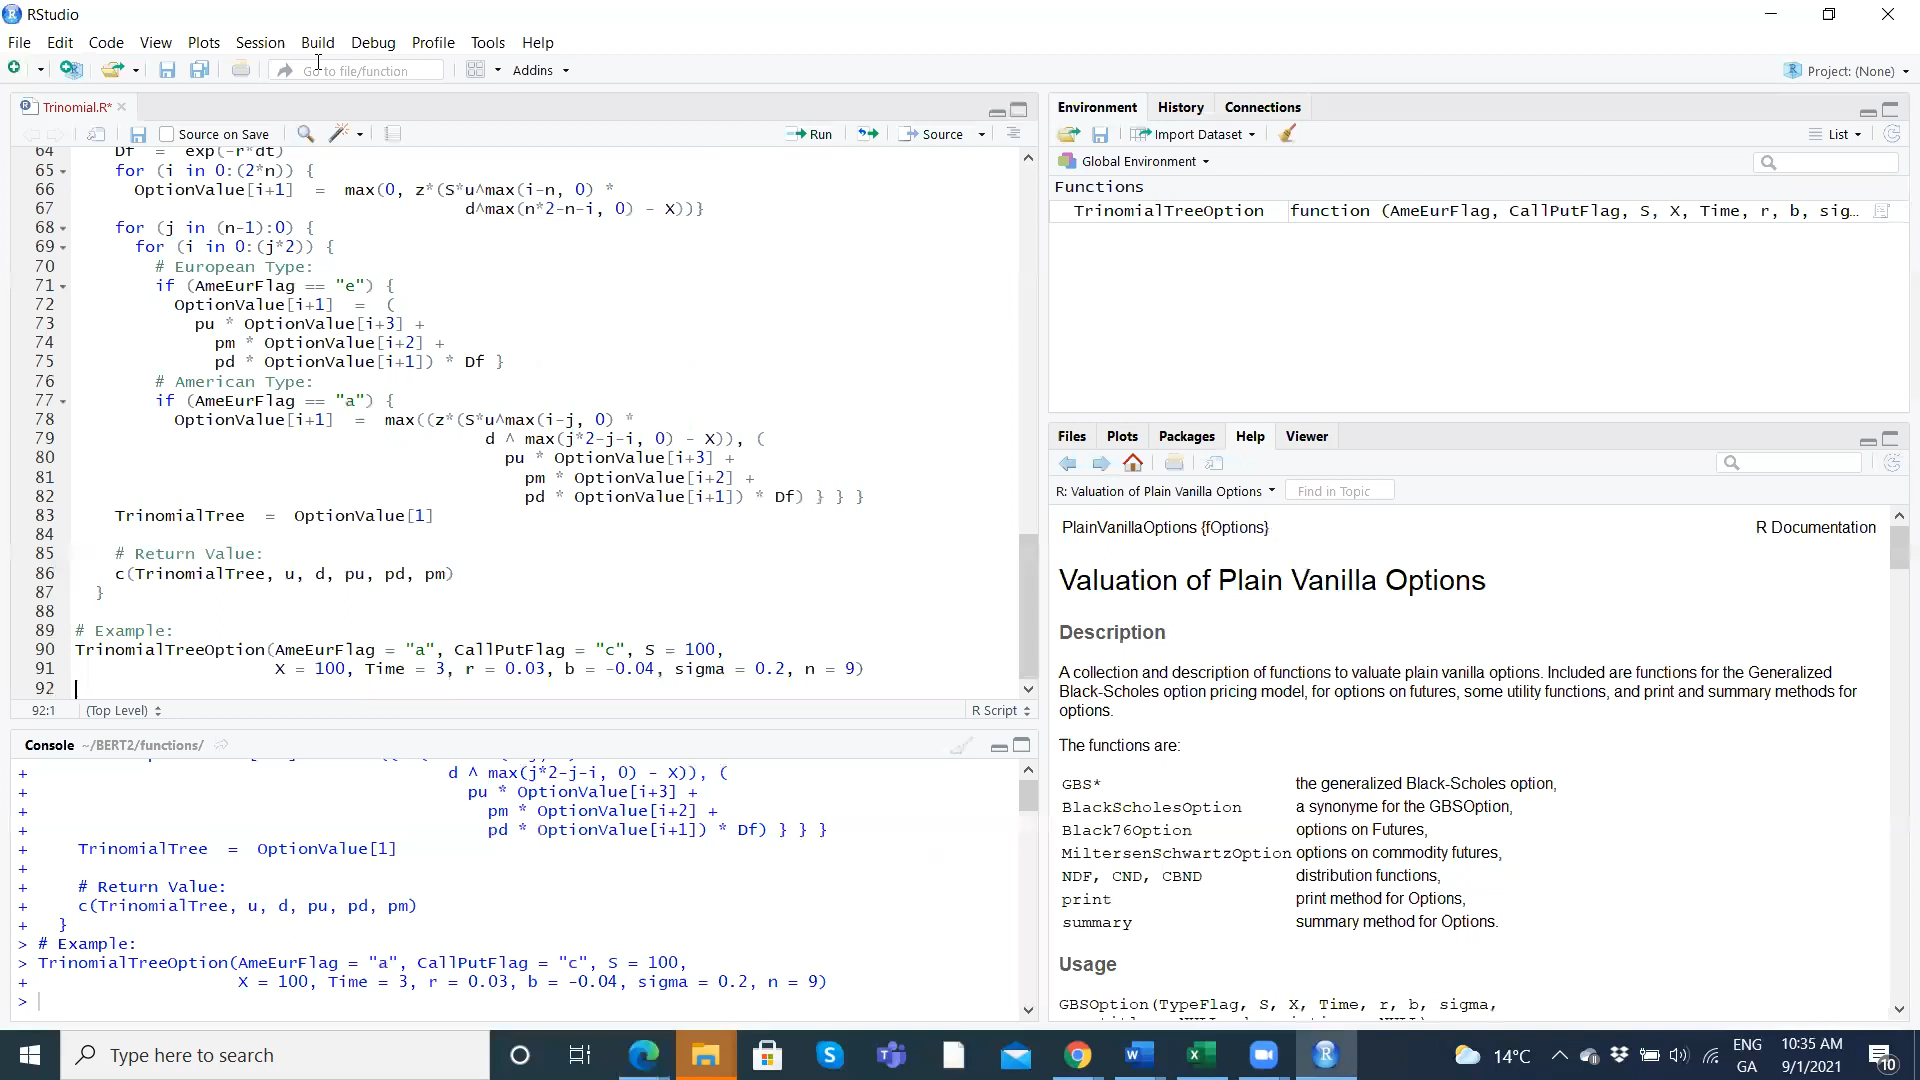 RStudio
File Edit Code View Plots Session Build Debug Profile Tools Help
Go to file/function Addins Project: (None)
Trinomial.R*
Source on Save Run Source
64 Df = exp(-r*dt)
65 for (i in 0:(2*n)) {
66 OptionValue[i+1] = max(0, z*(S*u^max(i-n, 0) *
67 d^max(n*2-n-i, 0) - X))}
68 for (j in (n-1):0) {
69 for (i in 0:(j*2)) {
70 # European Type:
71 if (AmeEurFlag == "e") {
72 OptionValue[i+1] = (
73 pu * OptionValue[i+3] +
74 pm * OptionValue[i+2] +
75 pd * OptionValue[i+1]) * Df }
76 # American Type:
77 if (AmeEurFlag == "a") {
78 OptionValue[i+1] = max((z*(S*u^max(i-j, 0) *
79 d ^ max(j*2-j-i, 0) - X)), (
80 pu * OptionValue[i+3] +
81 pm * OptionValue[i+2] +
82 pd * OptionValue[i+1]) * Df) } } }
83 TrinomialTree = OptionValue[1]
84
85 # Return Value:
86 c(TrinomialTree, u, d, pu, pd, pm)
87 }
88
89 # Example:
90 TrinomialTreeOption(AmeEurFlag = "a", CallPutFlag = "c", S = 100,
91 X = 100, Time = 3, r = 0.03, b = -0.04, sigma = 0.2, n = 9)
92
92:1 (Top Level) R Script
Console ~/BERT2/functions/
+ d ^ max(j*2-j-i, 0) - X)), (
+ pu * OptionValue[i+3] +
+ pm * OptionValue[i+2] +
+ pd * OptionValue[i+1]) * Df) } } }
+ TrinomialTree = OptionValue[1]
+
+ # Return Value:
+ c(TrinomialTree, u, d, pu, pd, pm)
+ }
> # Example:
> TrinomialTreeOption(AmeEurFlag = "a", CallPutFlag = "c", S = 100,
+ X = 100, Time = 3, r = 0.03, b = -0.04, sigma = 0.2, n = 9)
>
Environment History Connections
Import Dataset List
Global Environment
Functions
TrinomialTreeOption function (AmeEurFlag, CallPutFlag, S, X, Time, r, b, sig…
Files Plots Packages Help Viewer
R: Valuation of Plain Vanilla Options Find in Topic
PlainVanillaOptions {fOptions} R Documentation
Valuation of Plain Vanilla Options
Description
A collection and description of functions to valuate plain vanilla options. Included are functions for the Generalized
Black-Scholes option pricing model, for options on futures, some utility functions, and print and summary methods for
options.
The functions are:
GBS* the generalized Black-Scholes option,
BlackScholesOption a synonyme for the GBSOption,
Black76Option options on Futures,
MiltersenSchwartzOption options on commodity futures,
NDF, CND, CBND distribution functions,
print print method for Options,
summary summary method for Options.
Usage
GBSOption(TypeFlag, S, X, Time, r, b, sigma,
Type here to search
14°C
ENG
GA
10:35 AM
9/1/2021
10